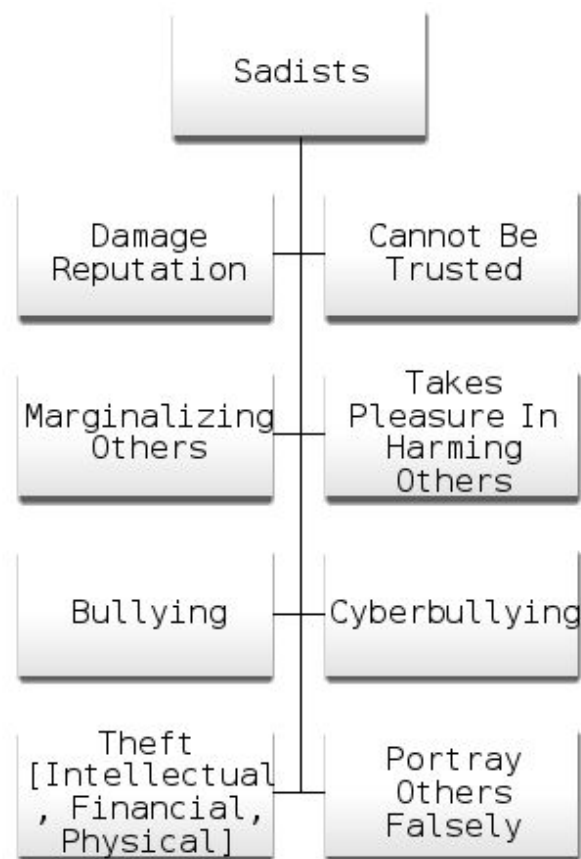 Sadists
Damage
Reputation
Cannot Be
Trusted
Marginalizing
Others
Takes
Pleasure In
Harming
Others
Bullying
Cyberbullying
Theft
[Intellectual
, Financial,
Physical]
Portray
Others
Falsely